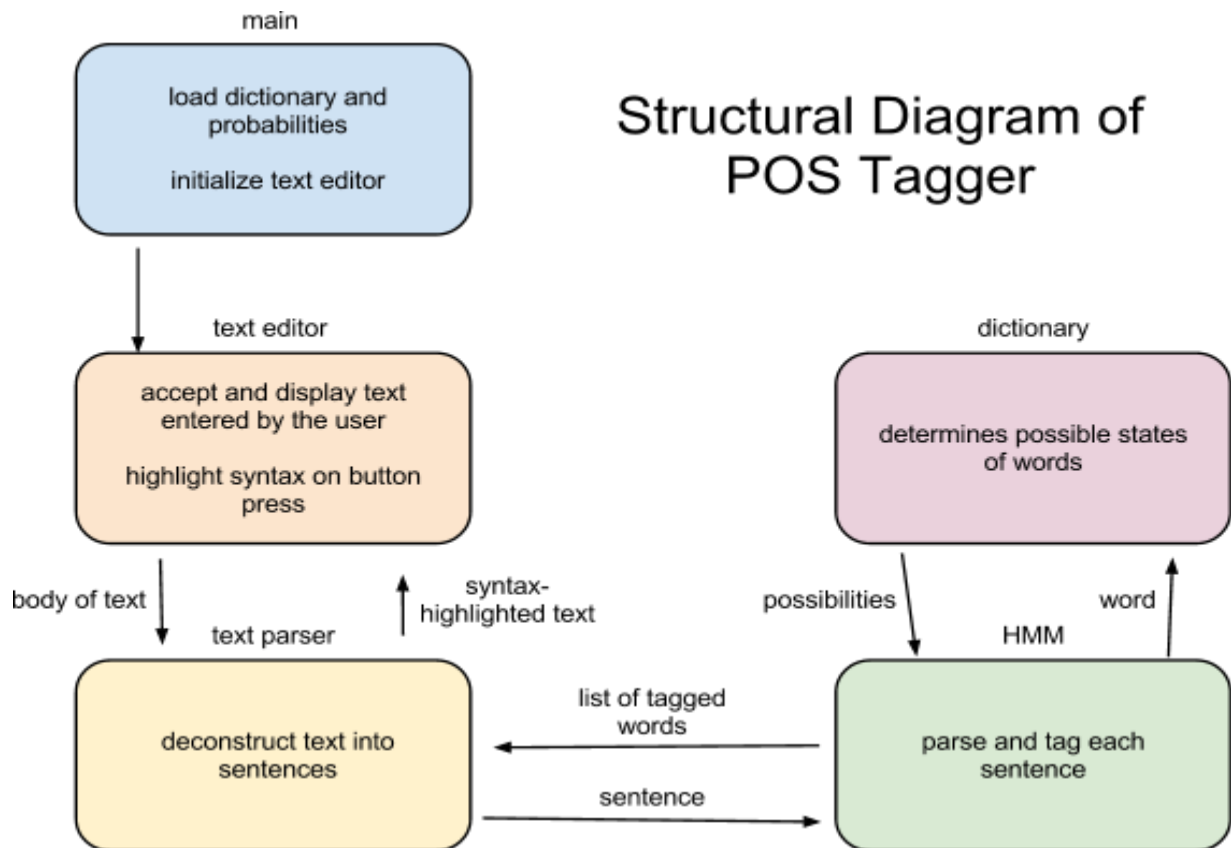 main
load dictionary and
probabilities
initialize text editor
Structural Diagram of
POS Tagger
text editor
accept and display text
entered by the user
highlight syntax on button
press
dictionary
determines possible states
of words
body of text
syntax-
highlighted text
possibilities
word
text parser
deconstruct text into
sentences
list of tagged
words
sentence
HMM
parse and tag each
sentence